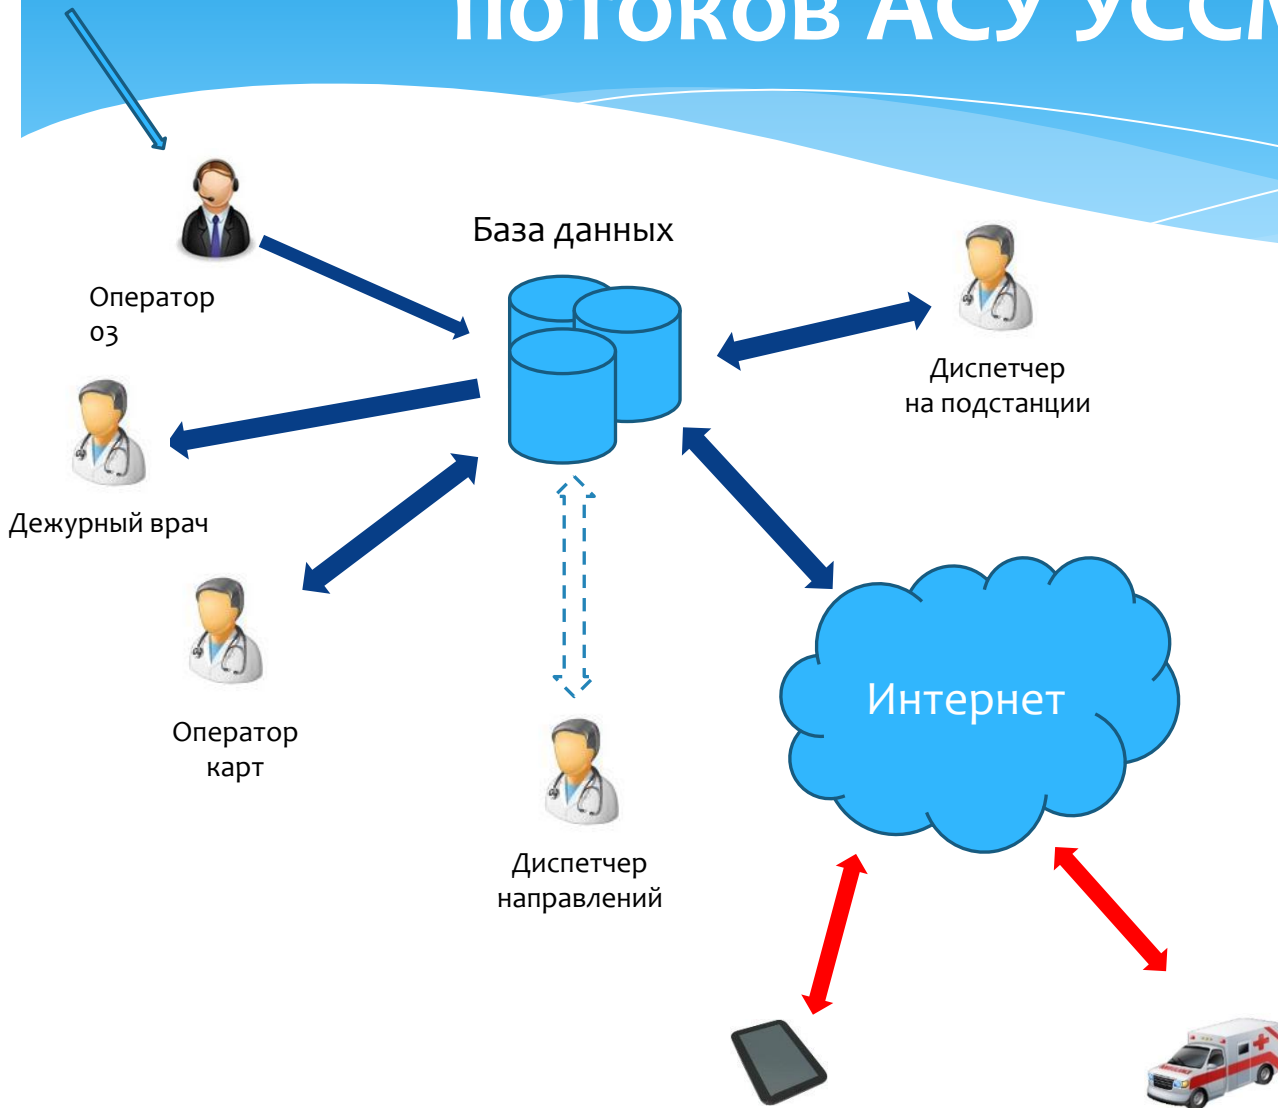 потоков АСУ УССМ
База данных
Оператор
03
Диспетчер
на подстанции
Дежурный врач
Интернет
Оператор
карт
Диспетчер
направлений